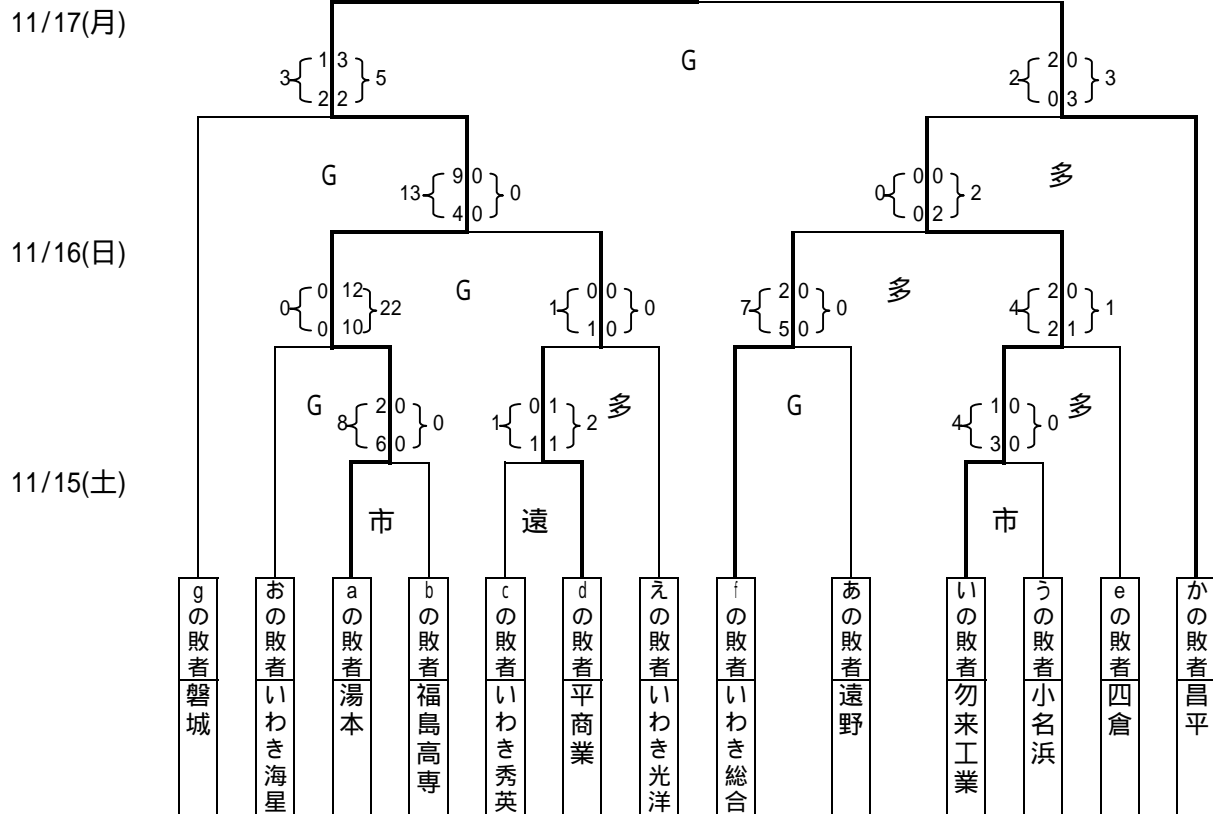 11/17(月)
G
3 1 3 5
2 2
2 2 0 3
0 3
G
13 9 0 0
4 0
多
0 0 0 2
0 2
11/16(日)
G
0 0 12 22
0 10
1 0 0 0
1 0
多
7 2 0 0
5 0
4 2 0 1
2 1
G
8 2 0 0
6 0
1 0 1 2
1 1
多
G
4 1 0 0
3 0
多
11/15(土)
市
遠
市
gの敗者 磐城
おの敗者 いわき海星
aの敗者 湯本
bの敗者 福島高専
cの敗者 いわき秀英
dの敗者 平商業
えの敗者 いわき光洋
fの敗者 いわき総合
あの敗者 遠野
いの敗者 勿来工業
うの敗者 小名浜
eの敗者 四倉
かの敗者 昌平